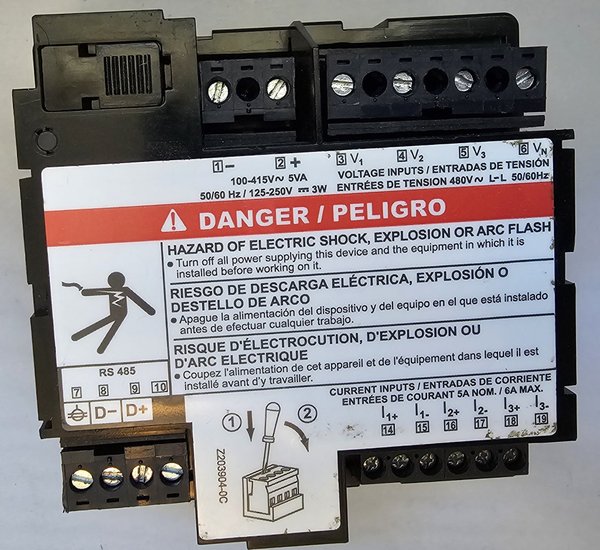 1 − 2 + 3 V1 4 V2 5 V3 6 VN
100-415V~ 5VA
50/60 Hz / 125-250V ⎓ 3W
VOLTAGE INPUTS / ENTRADAS DE TENSIÓN
ENTRÉES DE TENSION 480V~ L-L 50/60Hz
DANGER / PELIGRO
HAZARD OF ELECTRIC SHOCK, EXPLOSION OR ARC FLASH
• Turn off all power supplying this device and the equipment in which it is
installed before working on it.
RIESGO DE DESCARGA ELÉCTRICA, EXPLOSIÓN O
DESTELLO DE ARCO
• Apague la alimentación del dispositivo y del equipo en el que está instalado
antes de efectuar cualquier trabajo.
RISQUE D'ÉLECTROCUTION, D'EXPLOSION OU
D'ARC ELECTRIQUE
• Coupez l'alimentation de cet appareil et de l'équipement dans lequel il est
installé avant d'y travailler.
RS 485
7 8 9 10
D− D+
CURRENT INPUTS / ENTRADAS DE CORRIENTE
ENTRÉES DE COURANT 5A NOM. / 6A MAX.
I1+ I1- I2+ I2- I3+ I3-
14 15 16 17 18 19
1 2
Z203904-0C